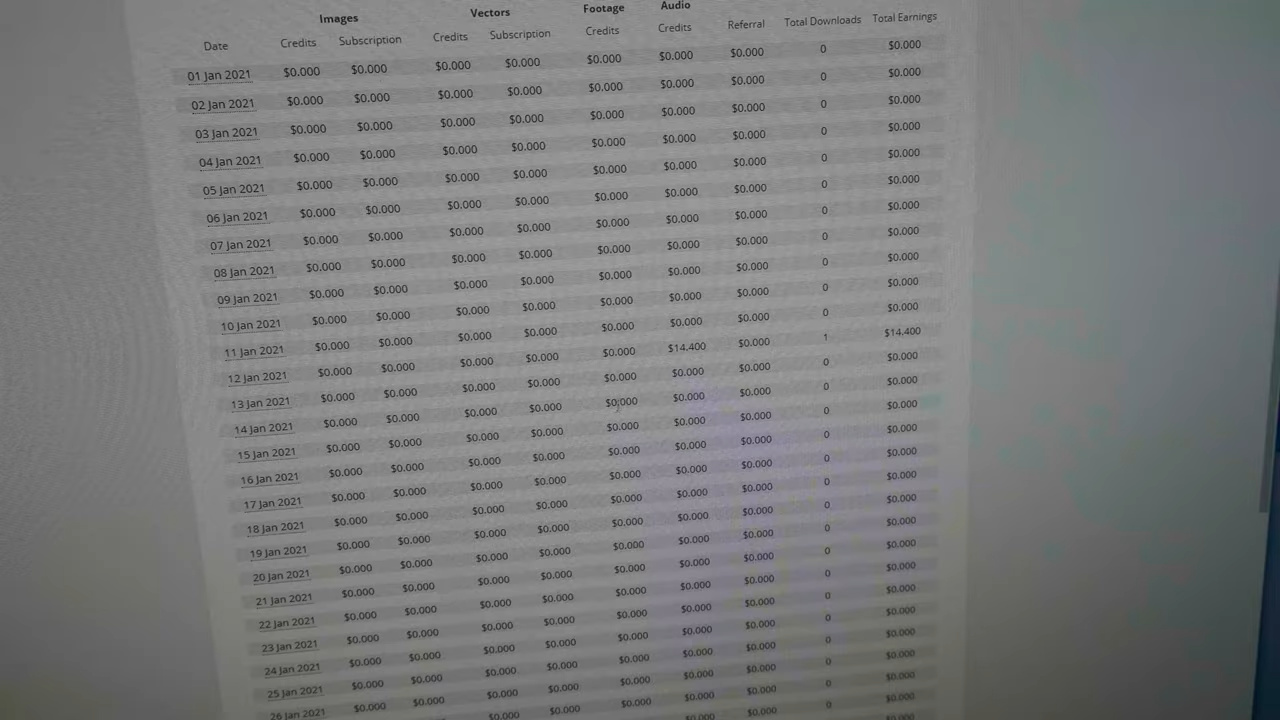 Images Vectors Footage Audio
Date Credits Subscription Credits Subscription Credits Credits Referral Total Downloads Total Earnings
01 Jan 2021 $0.000 $0.000 $0.000 $0.000 $0.000 $0.000 $0.000 0 $0.000
02 Jan 2021 $0.000 $0.000 $0.000 $0.000 $0.000 $0.000 $0.000 0 $0.000
03 Jan 2021 $0.000 $0.000 $0.000 $0.000 $0.000 $0.000 $0.000 0 $0.000
04 Jan 2021 $0.000 $0.000 $0.000 $0.000 $0.000 $0.000 $0.000 0 $0.000
05 Jan 2021 $0.000 $0.000 $0.000 $0.000 $0.000 $0.000 $0.000 0 $0.000
06 Jan 2021 $0.000 $0.000 $0.000 $0.000 $0.000 $0.000 $0.000 0 $0.000
07 Jan 2021 $0.000 $0.000 $0.000 $0.000 $0.000 $0.000 $0.000 0 $0.000
08 Jan 2021 $0.000 $0.000 $0.000 $0.000 $0.000 $0.000 $0.000 0 $0.000
09 Jan 2021 $0.000 $0.000 $0.000 $0.000 $0.000 $0.000 $0.000 0 $0.000
10 Jan 2021 $0.000 $0.000 $0.000 $0.000 $0.000 $0.000 $0.000 0 $0.000
11 Jan 2021 $0.000 $0.000 $0.000 $0.000 $0.000 $0.000 $0.000 0 $0.000
12 Jan 2021 $0.000 $0.000 $0.000 $0.000 $0.000 $14.400 $0.000 1 $14.400
13 Jan 2021 $0.000 $0.000 $0.000 $0.000 $0.000 $0.000 $0.000 0 $0.000
14 Jan 2021 $0.000 $0.000 $0.000 $0.000 $0.000 $0.000 $0.000 0 $0.000
15 Jan 2021 $0.000 $0.000 $0.000 $0.000 $0.000 $0.000 $0.000 0 $0.000
16 Jan 2021 $0.000 $0.000 $0.000 $0.000 $0.000 $0.000 $0.000 0 $0.000
17 Jan 2021 $0.000 $0.000 $0.000 $0.000 $0.000 $0.000 $0.000 0 $0.000
18 Jan 2021 $0.000 $0.000 $0.000 $0.000 $0.000 $0.000 $0.000 0 $0.000
19 Jan 2021 $0.000 $0.000 $0.000 $0.000 $0.000 $0.000 $0.000 0 $0.000
20 Jan 2021 $0.000 $0.000 $0.000 $0.000 $0.000 $0.000 $0.000 0 $0.000
21 Jan 2021 $0.000 $0.000 $0.000 $0.000 $0.000 $0.000 $0.000 0 $0.000
22 Jan 2021 $0.000 $0.000 $0.000 $0.000 $0.000 $0.000 $0.000 0 $0.000
23 Jan 2021 $0.000 $0.000 $0.000 $0.000 $0.000 $0.000 $0.000 0 $0.000
24 Jan 2021 $0.000 $0.000 $0.000 $0.000 $0.000 $0.000 $0.000 0 $0.000
25 Jan 2021 $0.000 $0.000 $0.000 $0.000 $0.000 $0.000 $0.000 0 $0.000
26 Jan 2021 $0.000 $0.000 $0.000 $0.000 $0.000 $0.000 $0.000 0 $0.000
$0.000 $0.000 $0.000 $0.000 $0.000 0 $0.000
$0.000 $0.000 0 $0.000